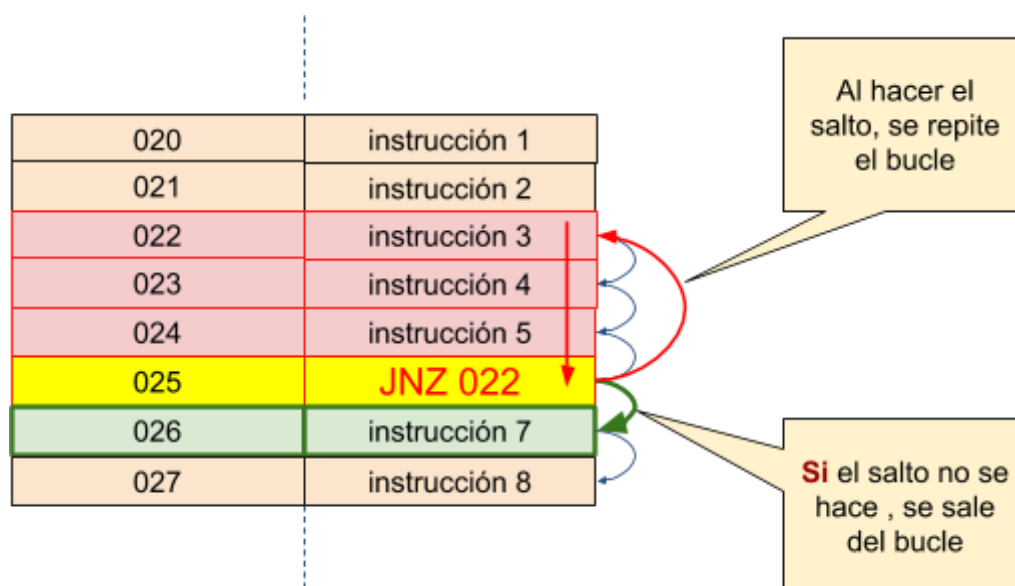 020 instrucción 1
021 instrucción 2
022 instrucción 3
023 instrucción 4
024 instrucción 5
025 JNZ 022
026 instrucción 7
027 instrucción 8
Al hacer el
salto, se repite
el bucle
Si el salto no se
hace , se sale
del bucle